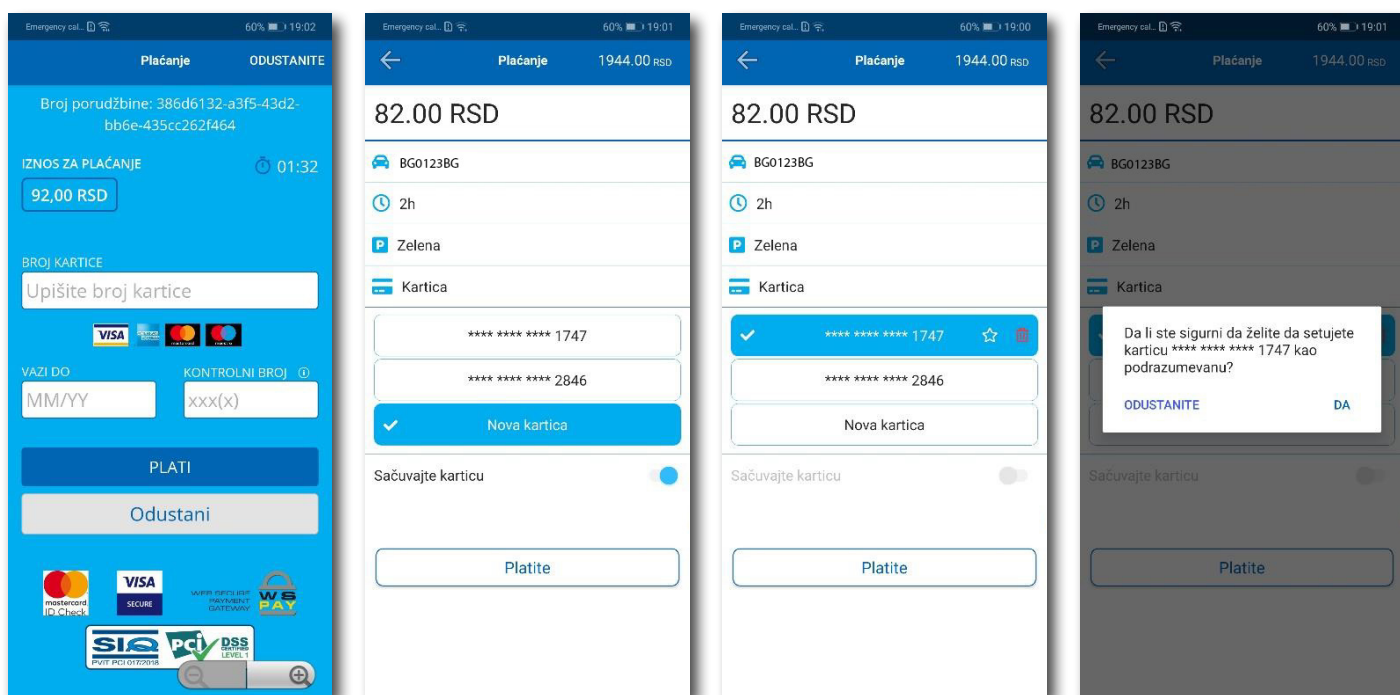 Emergency cal... 60% 19:02
Plaćanje ODUSTANITE
Broj porudžbine: 386d6132-a3f5-43d2-
bb6e-435cc262f464
IZNOS ZA PLAĆANJE 01:32
92,00 RSD
BROJ KARTICE
Upišite broj kartice
VISA mastercard maestro
VAZI DO KONTROLNI BROJ
MM/YY xxx(x)
PLATI
Odustani
mastercard
ID Check
VISA
SECURE
WEB SECURE
PAYMENT
GATEWAY
WS
PAY
SIQ
PVIT PCI 017/2018
PCI DSS
CERTIFIED
LEVEL 1
Emergency cal... 60% 19:01
Plaćanje 1944.00 RSD
82.00 RSD
BG0123BG
2h
P Zelena
Kartica
**** **** **** 1747
**** **** **** 2846
Nova kartica
Sačuvajte karticu
Platite
Emergency cal... 60% 19:00
Plaćanje 1944.00 RSD
82.00 RSD
BG0123BG
2h
P Zelena
Kartica
**** **** **** 1747
**** **** **** 2846
Nova kartica
Sačuvajte karticu
Platite
Emergency cal... 60% 19:01
Plaćanje 1944.00 RSD
82.00 RSD
BG0123BG
2h
P Zelena
Kartica
Da li ste sigurni da želite da setujete
karticu **** **** **** 1747 kao
podrazumevanu?
ODUSTANITE DA
Sačuvajte karticu
Platite